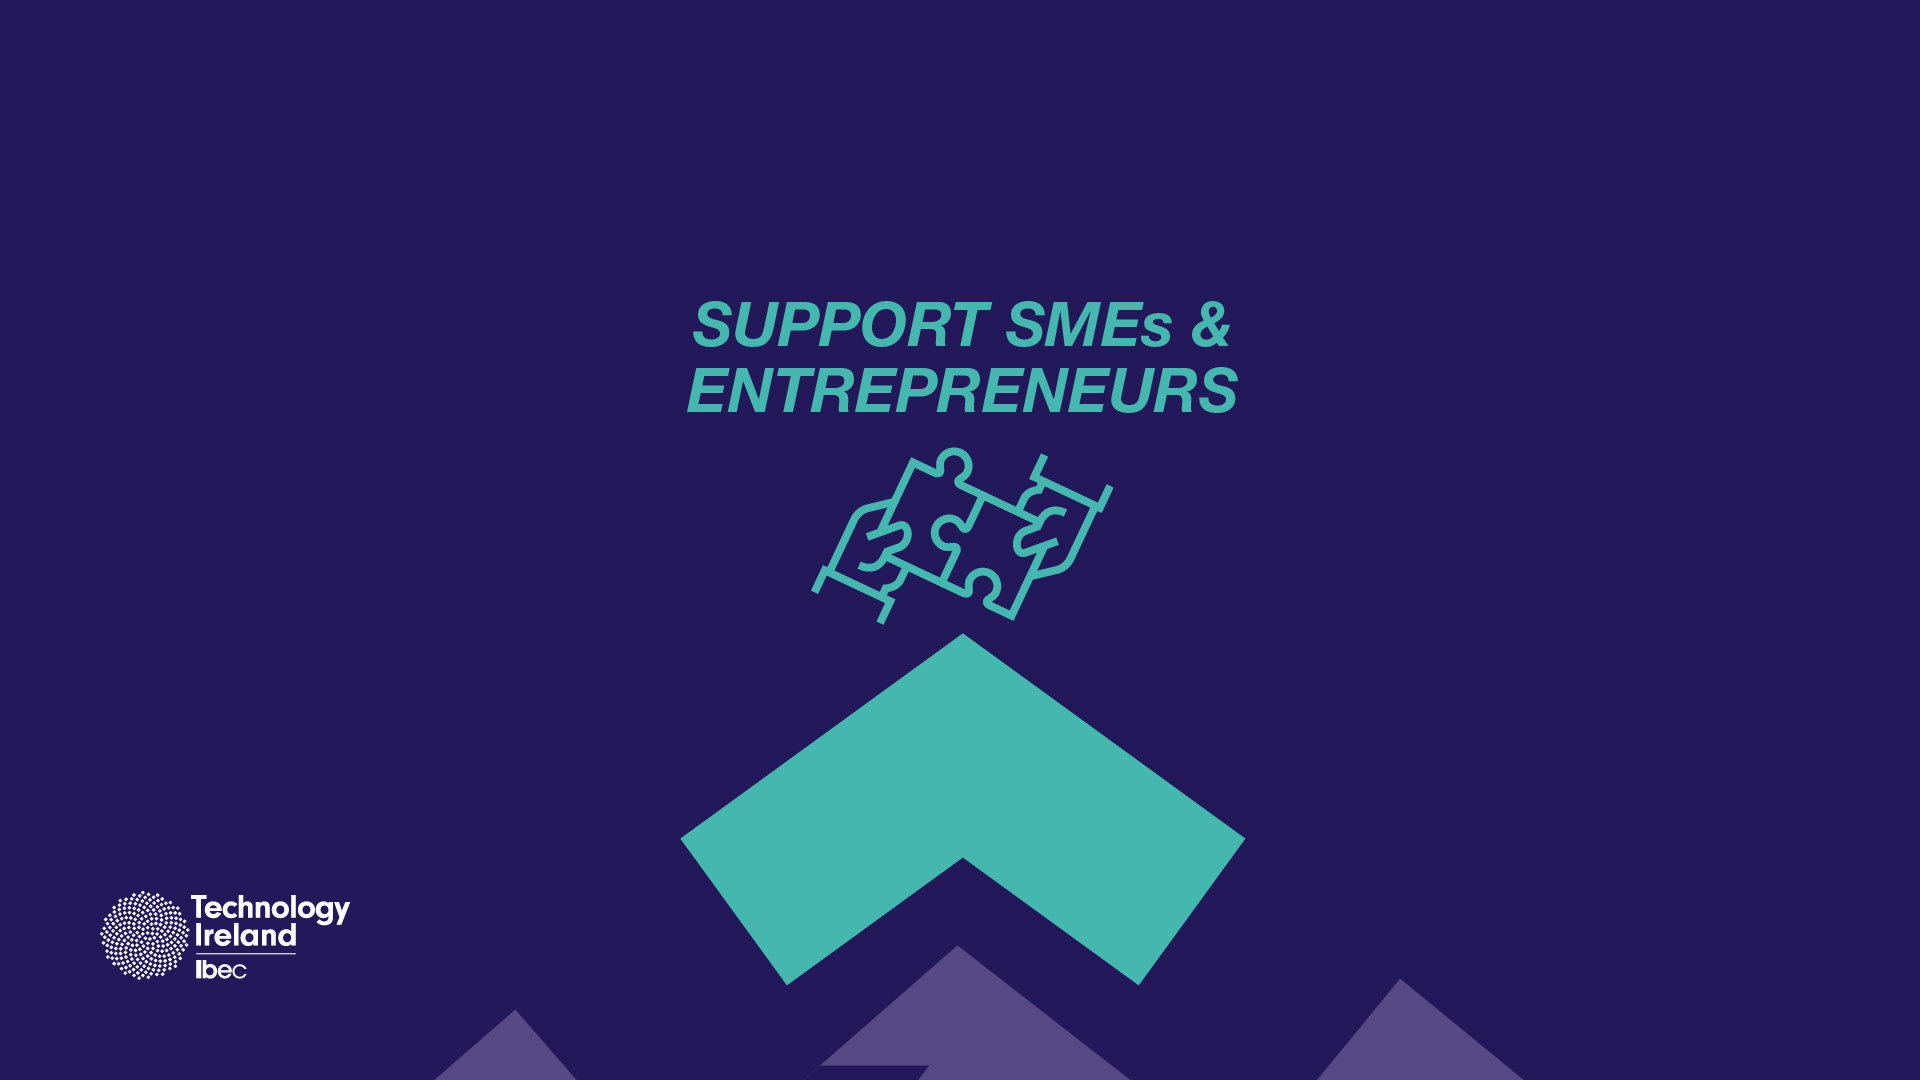 SUPPORT SMEs &
ENTREPRENEURS
Technology
Ireland
Ibec